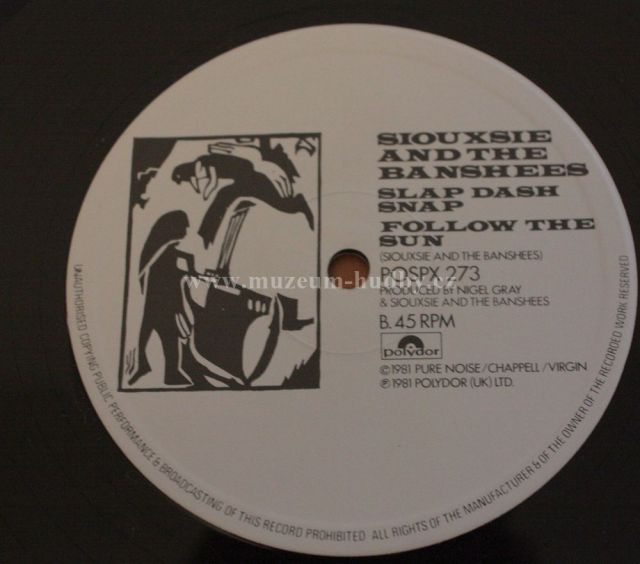 SIOUXSIE
AND THE
BANSHEES
SLAP DASH
SNAP
FOLLOW THE
SUN
(SIOUXSIE AND THE BANSHEES)
POSPX 273
PRODUCED BY NIGEL GRAY
& SIOUXSIE AND THE BANSHEES
B. 45 RPM
polydor
©1981 PURE NOISE/CHAPPELL/VIRGIN
℗1981 POLYDOR (UK) LTD.
UNAUTHORISED COPYING PUBLIC PERFORMANCE & BROADCASTING OF THIS RECORD PROHIBITED ALL RIGHTS OF THE MANUFACTURER & OF THE OWNER OF THE RECORDED WORK RESERVED
www.muzeum-hudby.cz